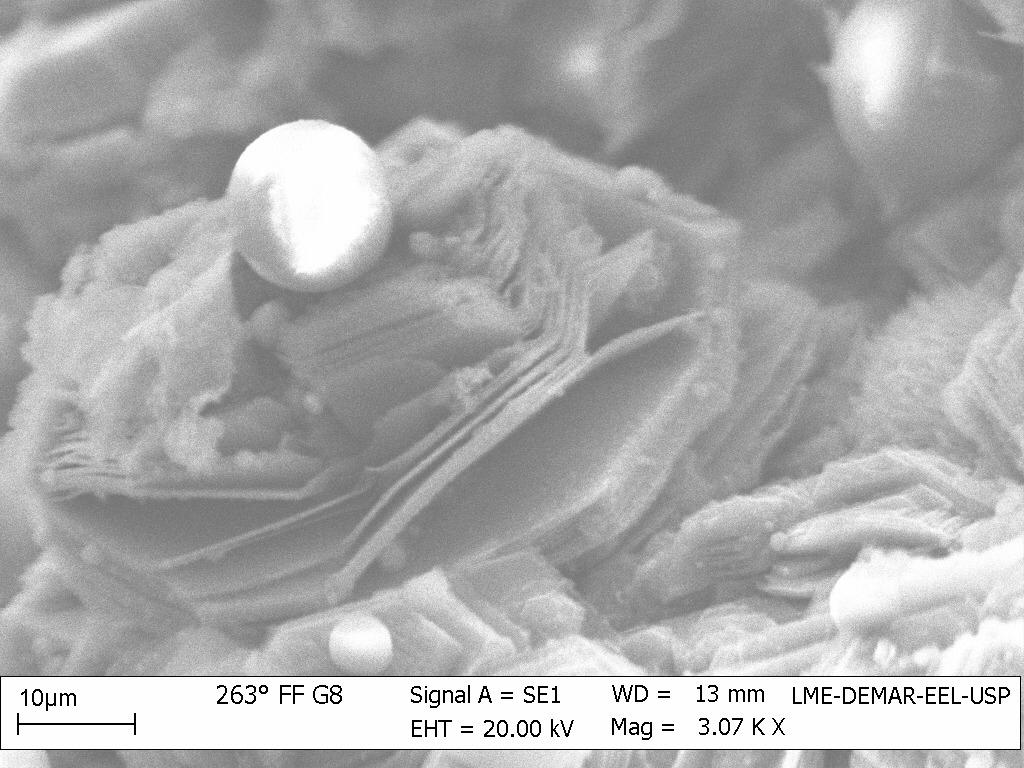 10µm 263° FF G8 Signal A = SE1 WD = 13 mm LME-DEMAR-EEL-USP
EHT = 20.00 kV Mag = 3.07 K X